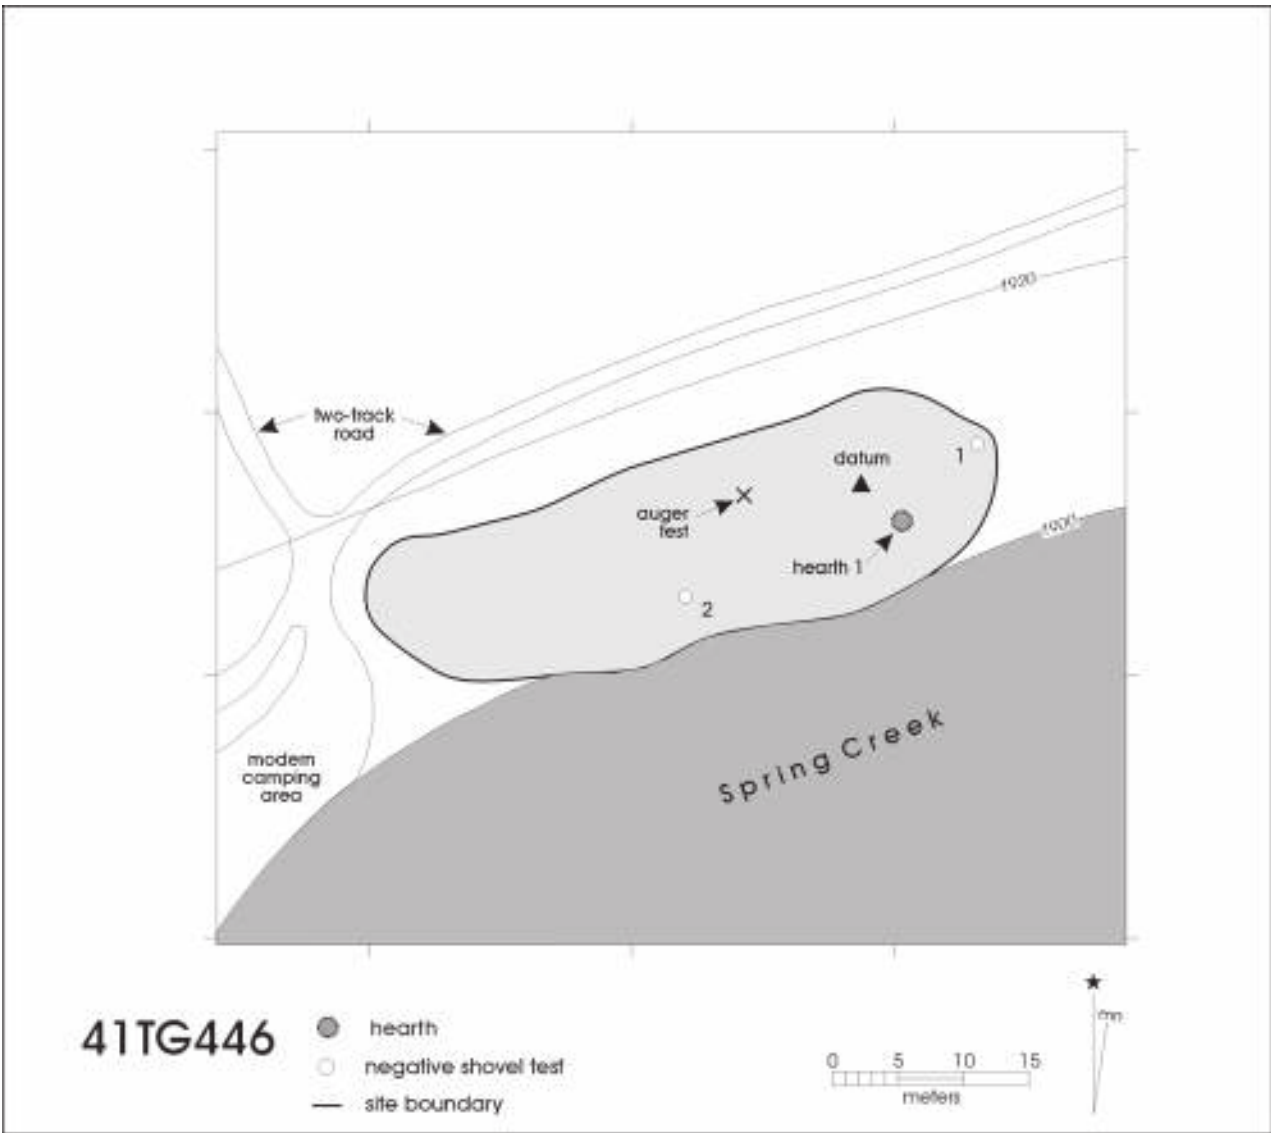 1920
two-track
road
1
datum
auger
test
1900
hearth 1
2
Spring Creek
modern
camping
area
41TG446
hearth
negative shovel test
site boundary
0 5 10 15
meters
mn